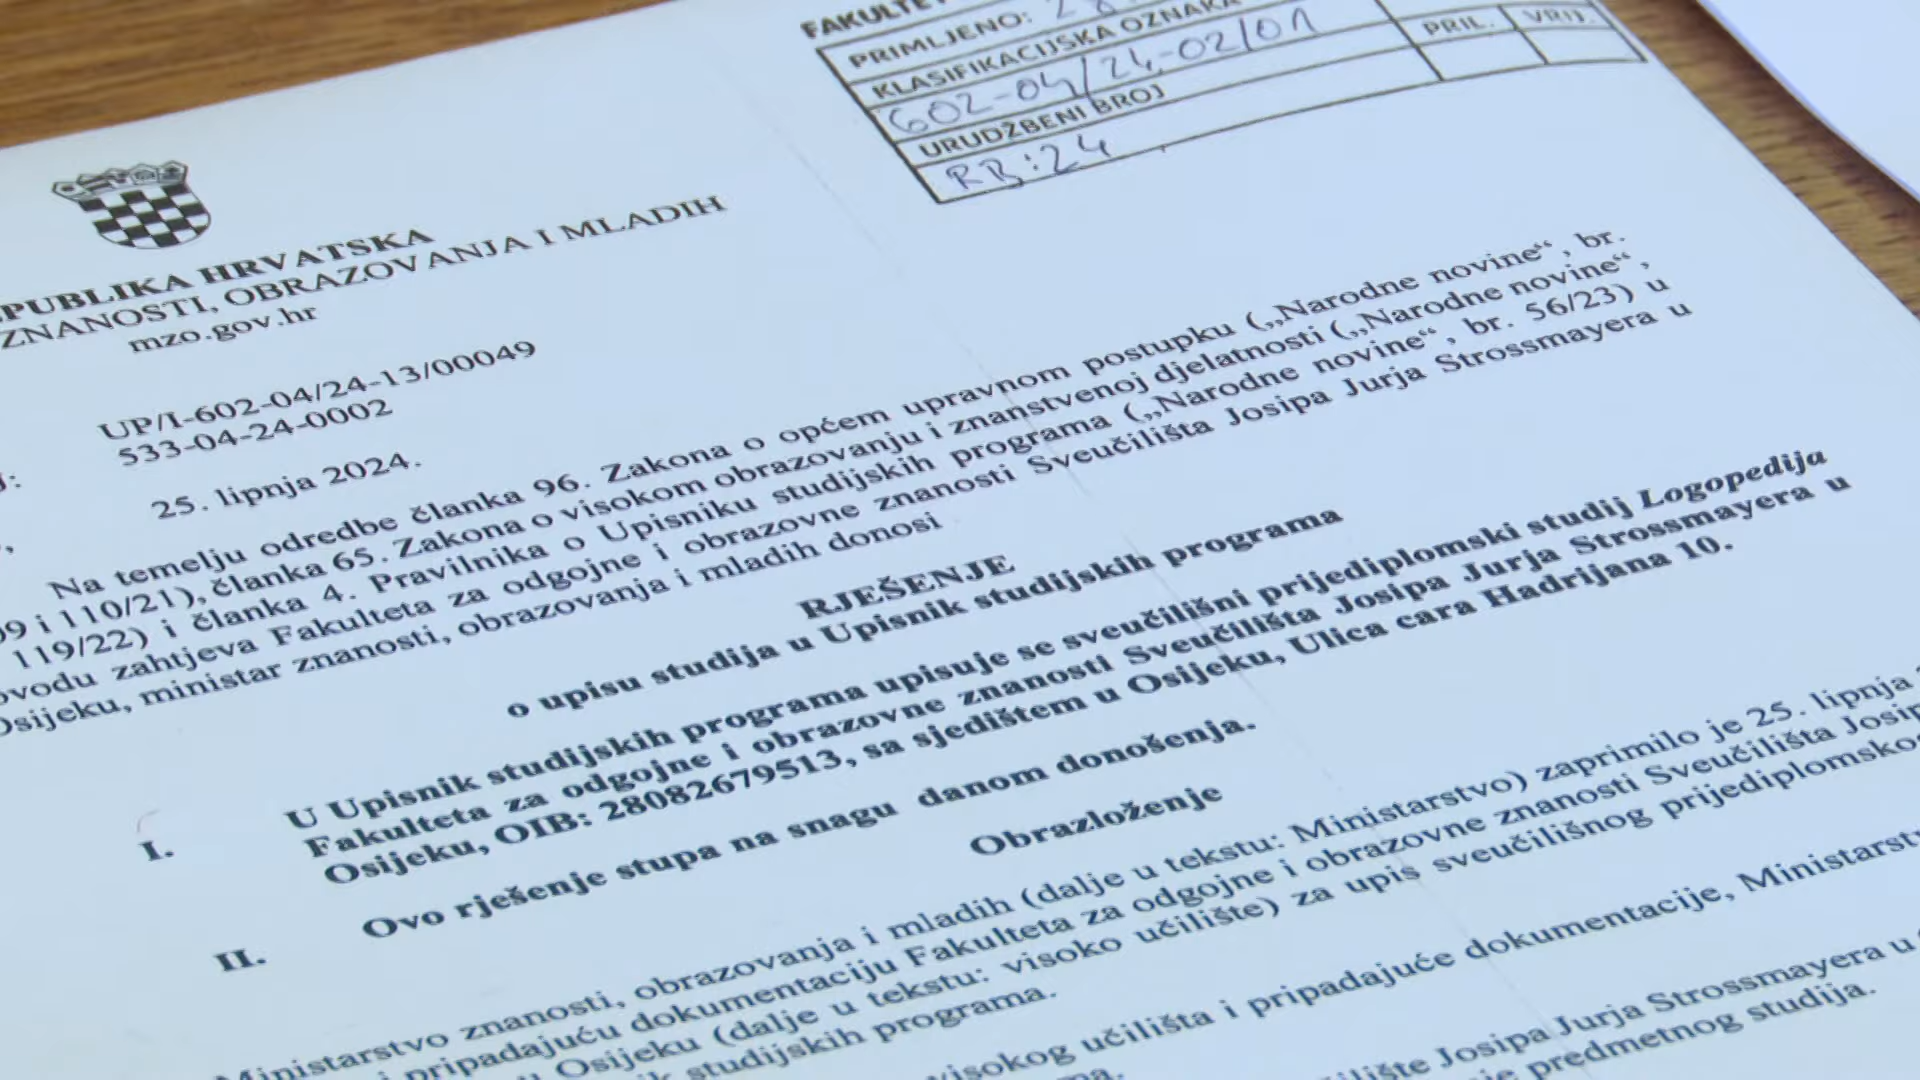 FAKULTET
PRIMLJENO: 28.
KLASIFIKACIJSKA OZNAKA
PRIL.
VRIJ.
602-04/24-02/01
URUDŽBENI BROJ
RB:24
PUBLIKA HRVATSKA
ZNANOSTI, OBRAZOVANJA I MLADIH
mzo.gov.hr
UP/I-602-04/24-13/00049
533-04-24-0002
25. lipnja 2024.
Na temelju odredbe članka 96. Zakona o općem upravnom postupku („Narodne novine“, br.
i 110/21), članka 65. Zakona o visokom obrazovanju i znanstvenoj djelatnosti („Narodne novine“,
119/22) i članka 4. Pravilnika o Upisniku studijskih programa („Narodne novine“, br. 56/23) u
zahtjeva Fakulteta za odgojne i obrazovne znanosti Sveučilišta Josipa Jurja Strossmayera u
Osijeku, ministar znanosti, obrazovanja i mladih donosi
RJEŠENJE
o upisu studija u Upisnik studijskih programa
I.
U Upisnik studijskih programa upisuje se sveučilišni prijediplomski studij Logopedija
Fakulteta za odgojne i obrazovne znanosti Sveučilišta Josipa Jurja Strossmayera u
Osijeku, OIB: 28082679513, sa sjedištem u Osijeku, Ulica cara Hadrijana 10.
II.
Ovo rješenje stupa na snagu danom donošenja.
Obrazloženje
Ministarstvo znanosti, obrazovanja i mladih (dalje u tekstu: Ministarstvo) zaprimilo je 25. lipnja
i pripadajuću dokumentaciju Fakulteta za odgojne i obrazovne znanosti Sveučilišta Josip
u Osijeku (dalje u tekstu: visoko učilište) za upis sveučilišnog prijediplomskog
studijskih programa.
visokog učilišta i pripadajuće dokumentacije, Ministarstv
Josipa Jurja Strossmayera u
predmetnog studija.